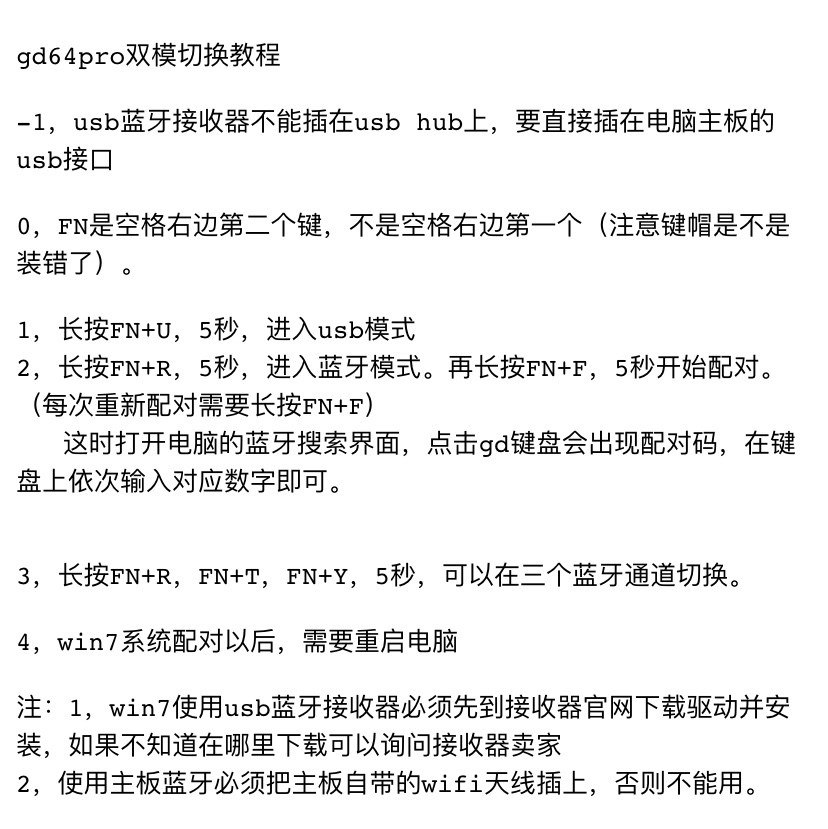 gd64pro双模切换教程
-1，usb蓝牙接收器不能插在usb hub上，要直接插在电脑主板的
usb接口
0，FN是空格右边第二个键，不是空格右边第一个（注意键帽是不是
装错了）。
1，长按FN+U，5秒，进入usb模式
2，长按FN+R，5秒，进入蓝牙模式。再长按FN+F，5秒开始配对。
（每次重新配对需要长按FN+F）
这时打开电脑的蓝牙搜索界面，点击gd键盘会出现配对码，在键
盘上依次输入对应数字即可。
3，长按FN+R，FN+T，FN+Y，5秒，可以在三个蓝牙通道切换。
4，win7系统配对以后，需要重启电脑
注：1，win7使用usb蓝牙接收器必须先到接收器官网下载驱动并安
装，如果不知道在哪里下载可以询问接收器卖家
2，使用主板蓝牙必须把主板自带的wifi天线插上，否则不能用。